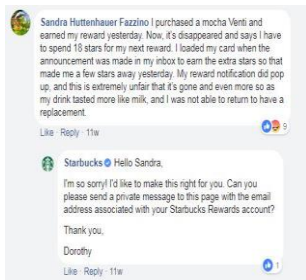 Sandra Huttenhauer Fazzino I purchased a mocha Venti and
earned my reward yesterday. Now, it's disappeared and says I have
to spend 18 stars for my next reward. I loaded my card when the
announcement was made in my inbox to earn the extra stars so that
made me a few stars away yesterday. My reward notification did pop
up, and this is extremely unfair that it's gone and even more so as
my drink tasted more like milk, and I was not able to return to have a
replacement.
9
Like · Reply · 11w
Starbucks Hello Sandra,
I'm so sorry! I'd like to make this right for you. Can you
please send a private message to this page with the email
address associated with your Starbucks Rewards account?
Thank you,
Dorothy
1
Like · Reply · 11w